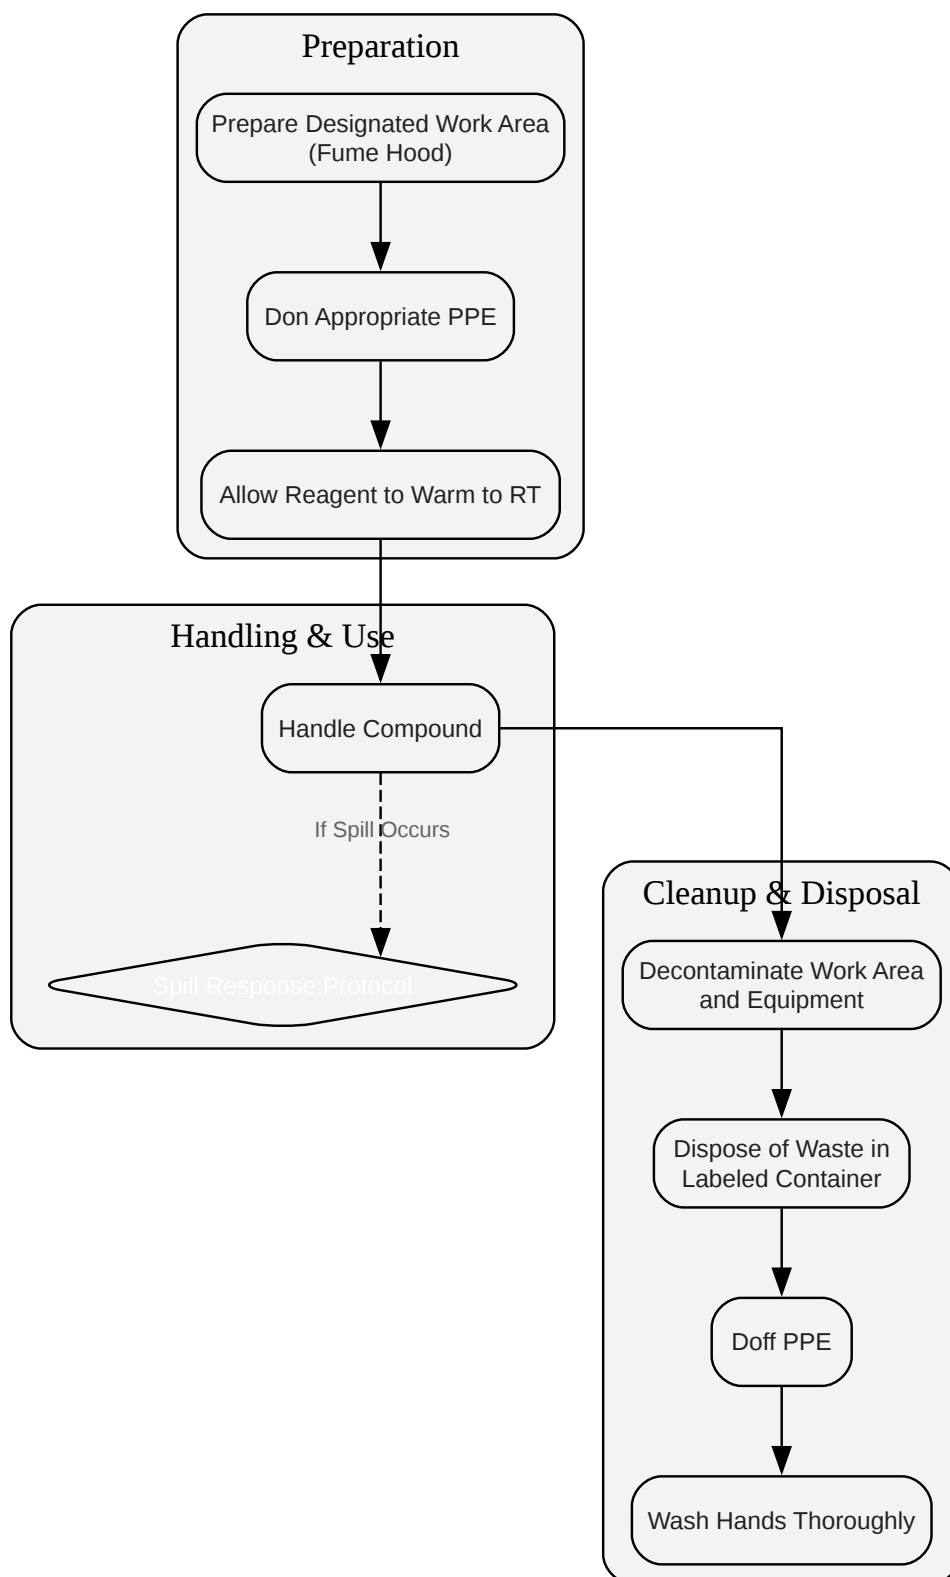 Preparation
Prepare Designated Work Area
(Fume Hood)
Don Appropriate PPE
Allow Reagent to Warm to RT
Handling & Use
Handle Compound
If Spill Occurs
Spill Response Protocol
Cleanup & Disposal
Decontaminate Work Area
and Equipment
Dispose of Waste in
Labeled Container
Doff PPE
Wash Hands Thoroughly